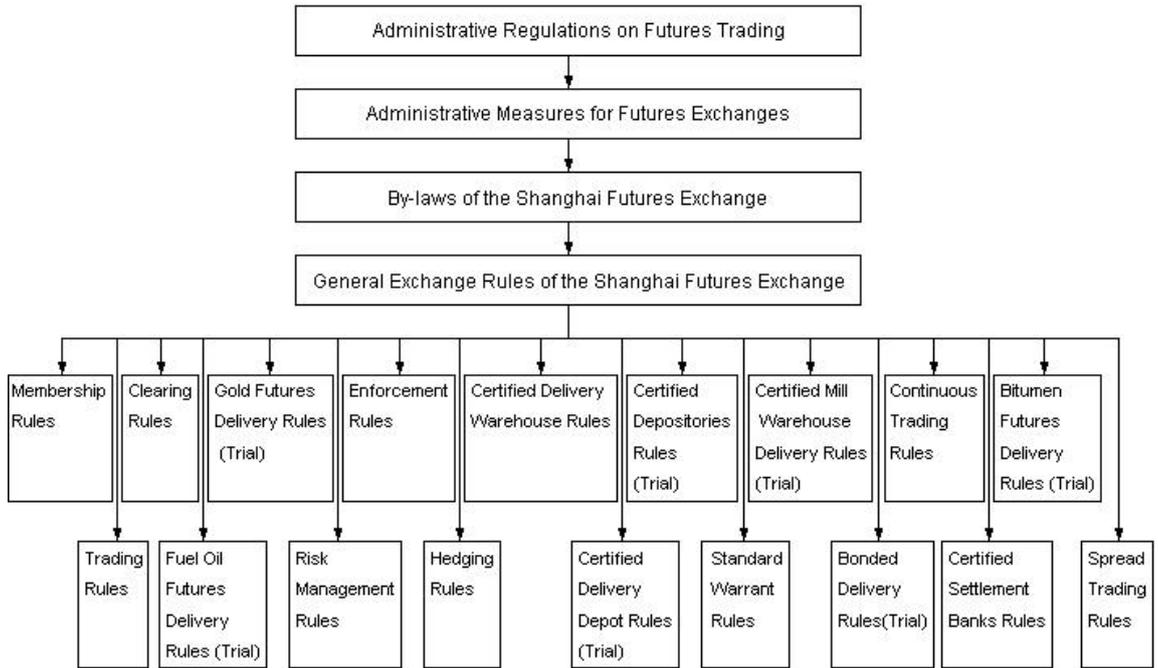 Administrative Regulations on Futures Trading
Administrative Measures for Futures Exchanges
By-laws of the Shanghai Futures Exchange
General Exchange Rules of the Shanghai Futures Exchange
Membership
Rules
Clearing
Rules
Gold Futures
Delivery Rules
(Trial)
Enforcement
Rules
Certified Delivery
Warehouse Rules
Certified
Depositories
Rules
(Trial)
Certified Mill
Warehouse
Delivery Rules
(Trial)
Continuous
Trading
Rules
Bitumen
Futures
Delivery
Rules (Trial)
Trading
Rules
Fuel Oil
Futures
Delivery
Rules (Trial)
Risk
Management
Rules
Hedging
Rules
Certified
Delivery
Depot Rules
(Trial)
Standard
Warrant
Rules
Bonded
Delivery
Rules(Trial)
Certified
Settlement
Banks Rules
Spread
Trading
Rules